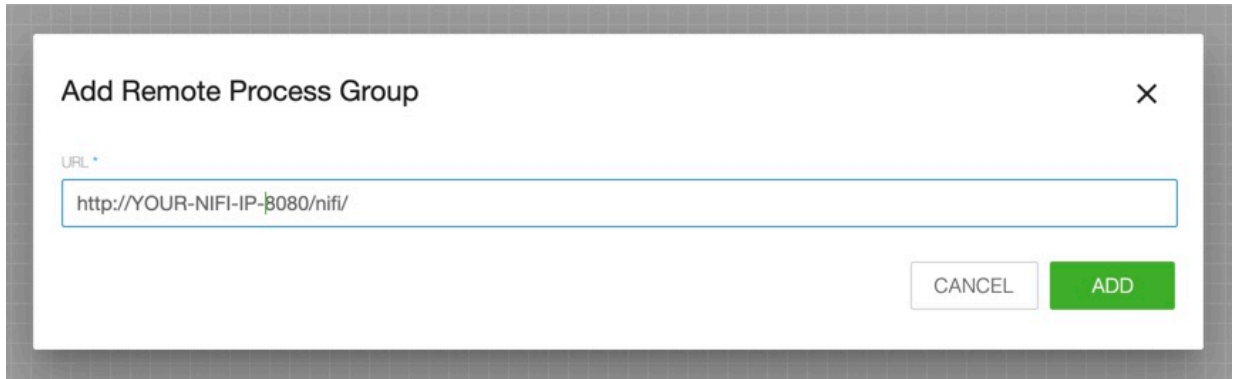 Add Remote Process Group
URL *
http://YOUR-NIFI-IP-8080/nifi/
CANCEL ADD